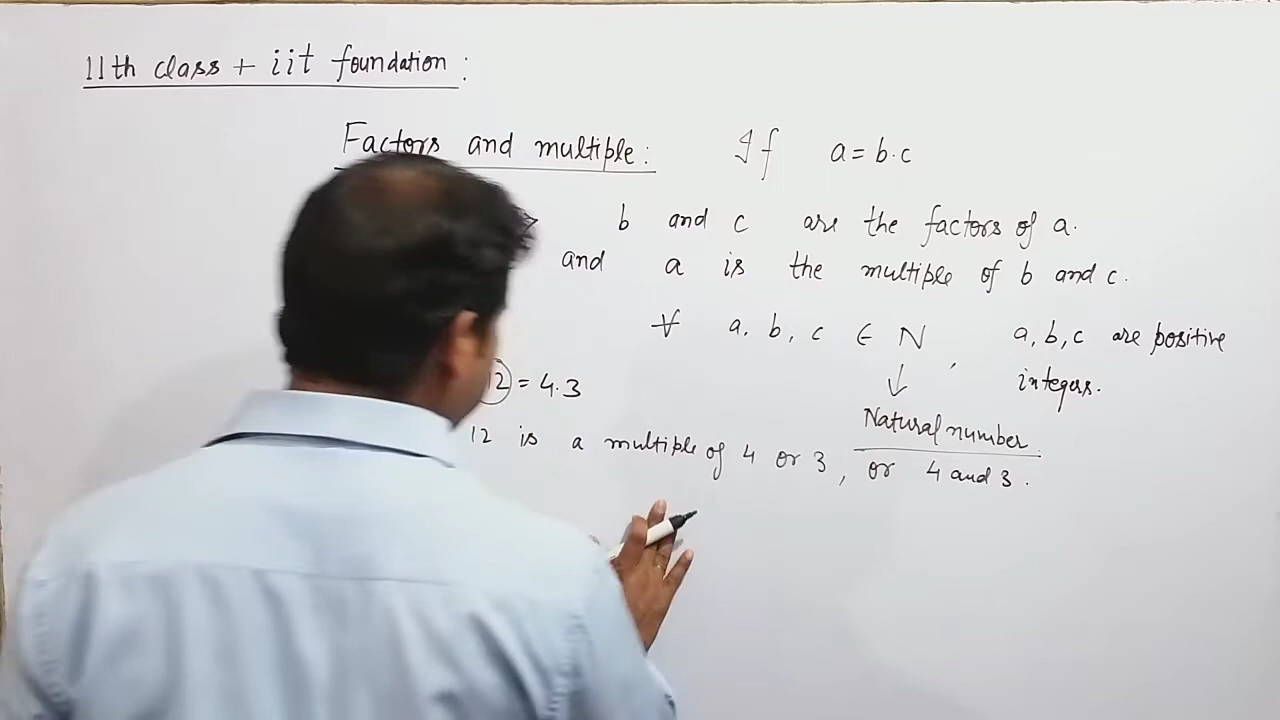 11th class + iit foundation:
Factors and multiple: If a = b.c
b and c are the factors of a.
and a is the multiple of b and c.
∀ a, b, c ∈ N, a, b, c are positive
↓ integers.
Natural number.
12 = 4.3
12 is a multiple of 4 or 3, or 4 and 3.